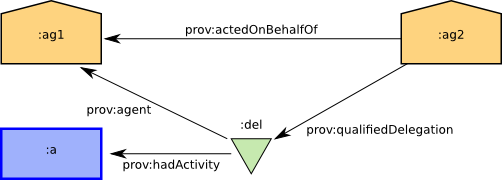 prov:actedOnBehalfOf
:ag1
:ag2
prov:agent
:del
prov:qualifiedDelegation
:a
prov:hadActivity